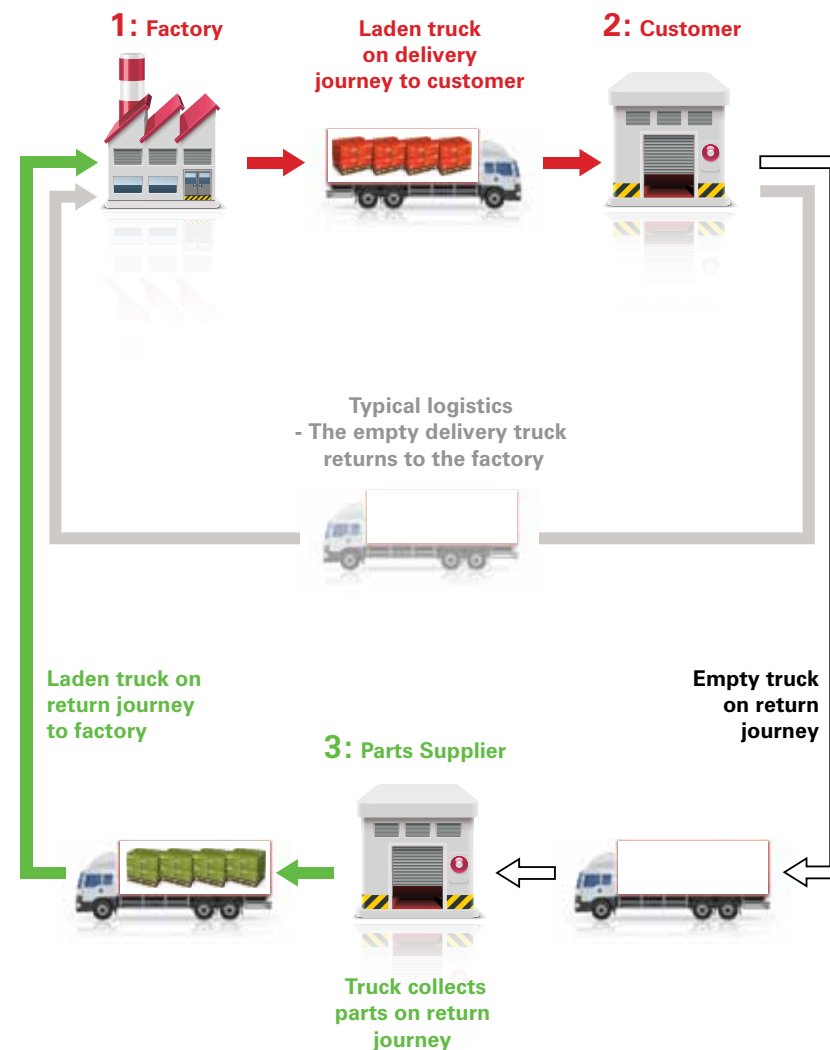 1: Factory
Laden truck
on delivery
journey to customer
2: Customer
Typical logistics
- The empty delivery truck
returns to the factory
Laden truck on
return journey
to factory
Empty truck
on return
journey
3: Parts Supplier
Truck collects
parts on return
journey